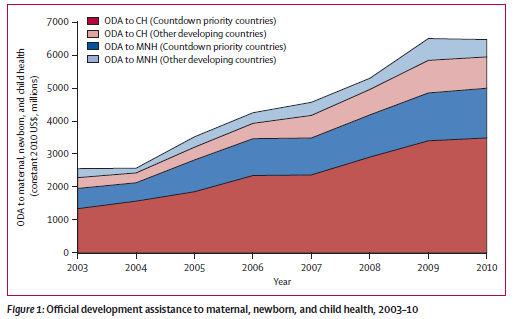 ODA to maternal, newborn, and child health
(constant 2010 US$, millions)
7000
6000
5000
4000
3000
2000
1000
0
ODA to CH (Countdown priority countries)
ODA to CH (Other developing countries)
ODA to MNH (Countdown priority countries)
ODA to MNH (Other developing countries)
2003 2004 2005 2006 2007 2008 2009 2010
Year
Figure 1: Official development assistance to maternal, newborn, and child health, 2003–10